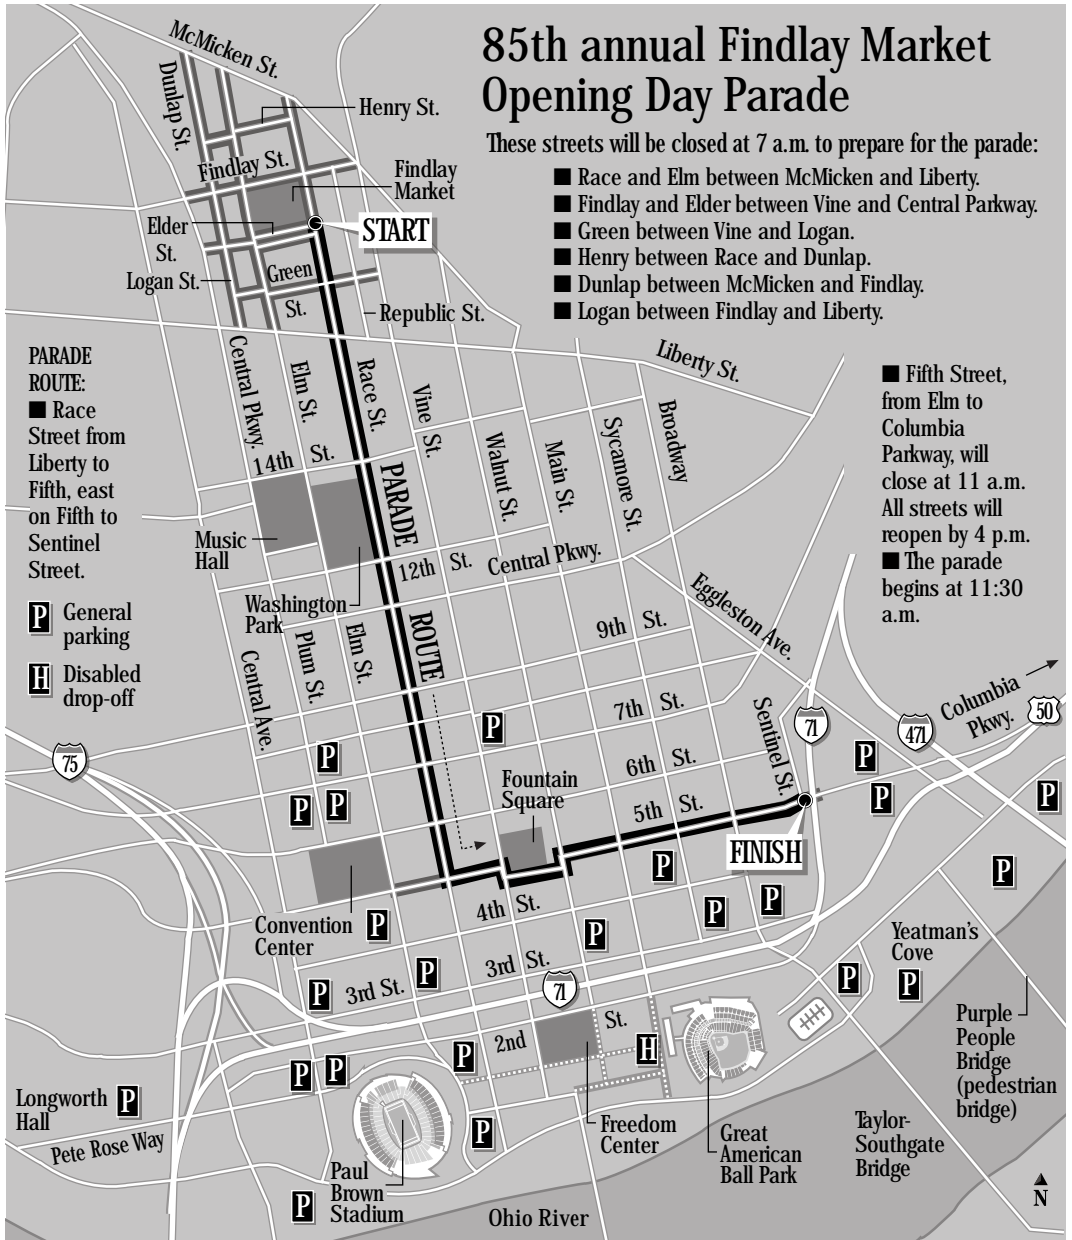 85th annual Findlay Market
Opening Day Parade
These streets will be closed at 7 a.m. to prepare for the parade:
■ Race and Elm between McMicken and Liberty.
■ Findlay and Elder between Vine and Central Parkway.
■ Green between Vine and Logan.
■ Henry between Race and Dunlap.
■ Dunlap between McMicken and Findlay.
■ Logan between Findlay and Liberty.
McMicken St.
Dunlap St.
Henry St.
Findlay St.
Findlay
Market
START
Elder
St.
Logan St.
Green
St.
Republic St.
PARADE
ROUTE:
■ Race
Street from
Liberty to
Fifth, east
on Fifth to
Sentinel
Street.
P General
parking
H Disabled
drop-off
■ Fifth Street,
from Elm to
Columbia
Parkway, will
close at 11 a.m.
All streets will
reopen by 4 p.m.
■ The parade
begins at 11:30
a.m.
Liberty St.
Central Pkwy.
Elm St.
Race St.
Vine St.
Walnut St.
Main St.
Sycamore St.
Broadway
14th St.
PARADE
ROUTE
Music
Hall
Washington
Park
12th St.
Central Pkwy.
Eggleston Ave.
9th St.
Central Ave.
Plum St.
Elm St.
7th St.
Sentinel St.
Columbia
Pkwy.
50
71
471
75
P
P
P
P
P
P
P
6th St.
Fountain
Square
5th St.
FINISH
P
P
P
P
4th St.
Convention
Center
P
P
Yeatman's
Cove
P
P
3rd St.
3rd St.
P
P
71
2nd St.
H
P
P
P
Purple
People
Bridge
(pedestrian
bridge)
Longworth
Hall
P
Pete Rose Way
P
Freedom
Center
Great
American
Ball Park
Taylor-
Southgate
Bridge
Paul
Brown
Stadium
P
Ohio River
N